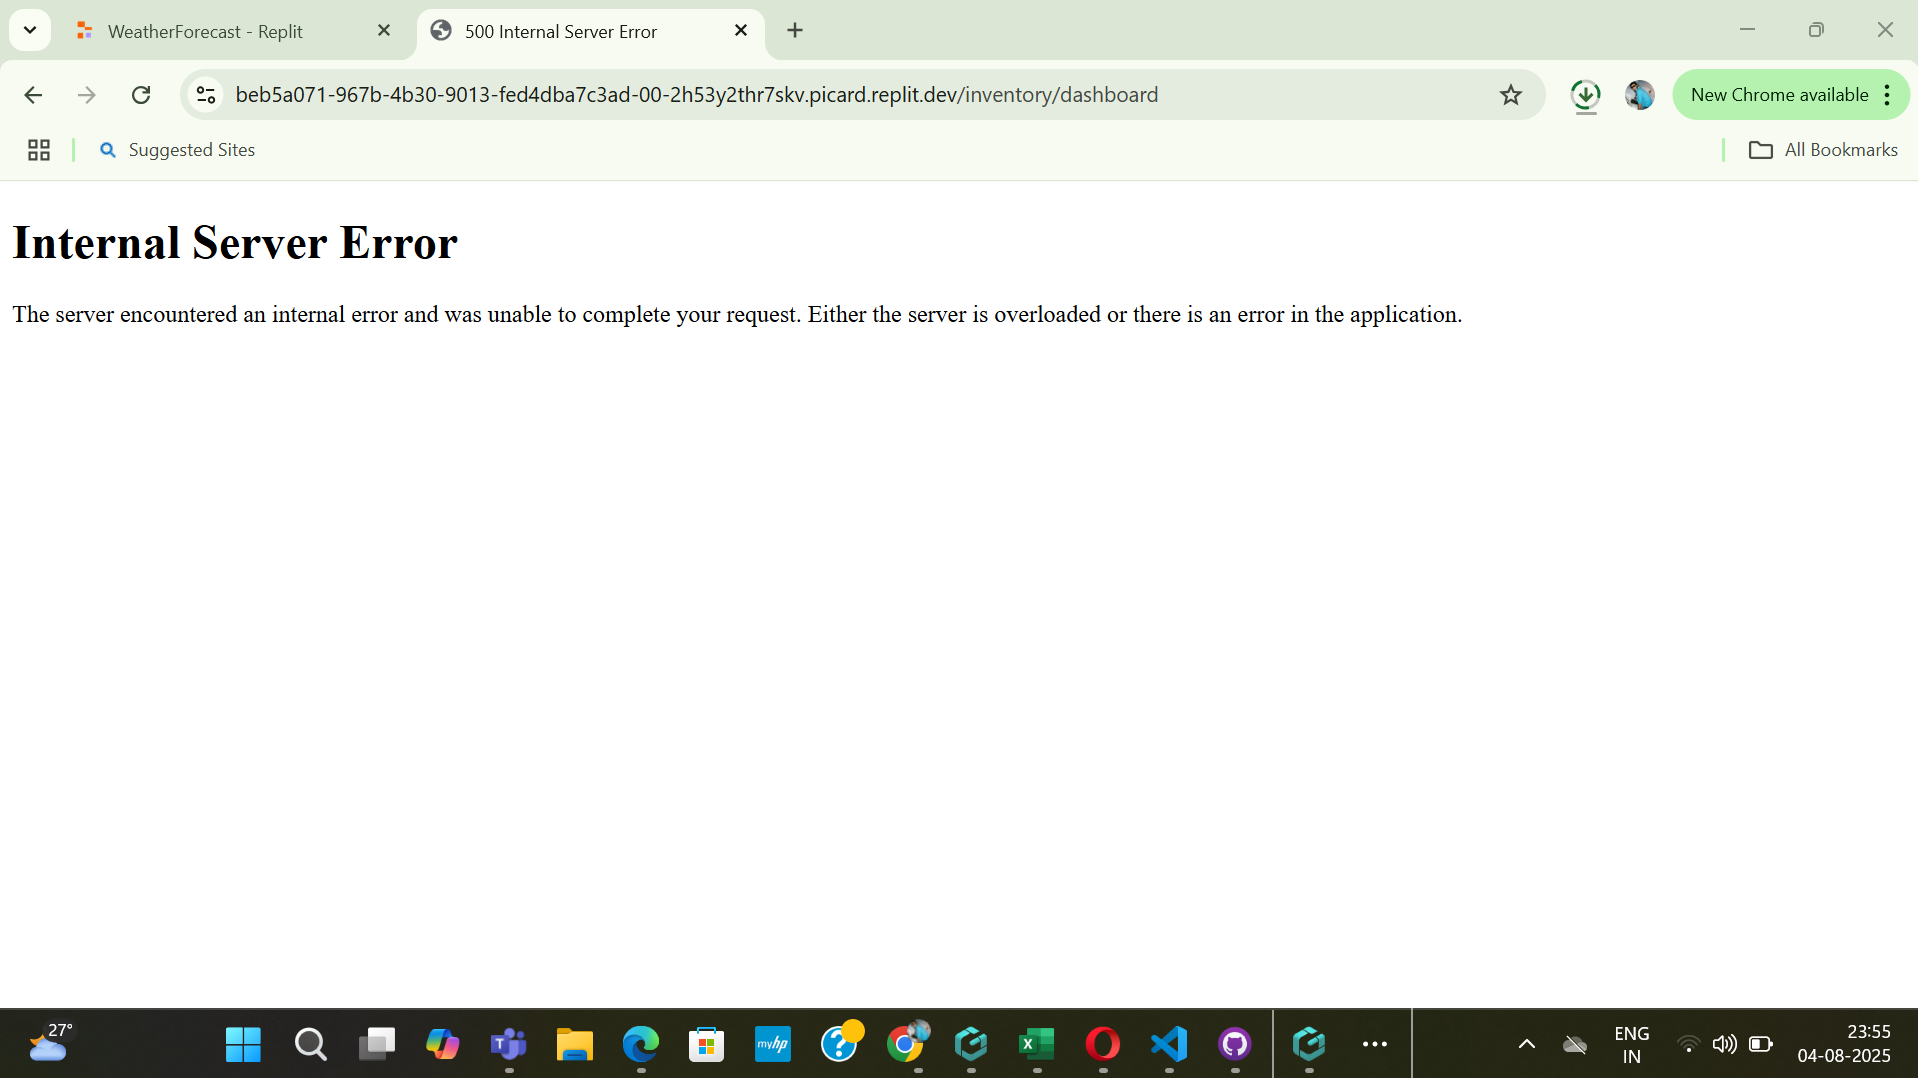 WeatherForecast - Replit
500 Internal Server Error
beb5a071-967b-4b30-9013-fed4dba7c3ad-00-2h53y2thr7skv.picard.replit.dev/inventory/dashboard
New Chrome available
Suggested Sites
All Bookmarks
Internal Server Error
The server encountered an internal error and was unable to complete your request. Either the server is overloaded or there is an error in the application.
27°
myhp
ENG
IN
23:55
04-08-2025